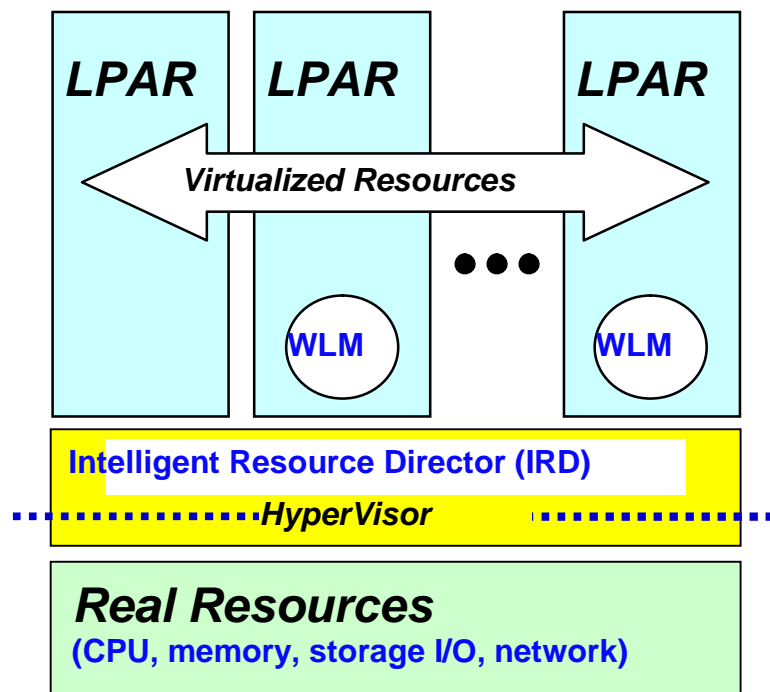 LPAR LPAR LPAR
Virtualized Resources
WLM WLM
Intelligent Resource Director (IRD)
HyperVisor
Real Resources
(CPU, memory, storage I/O, network)